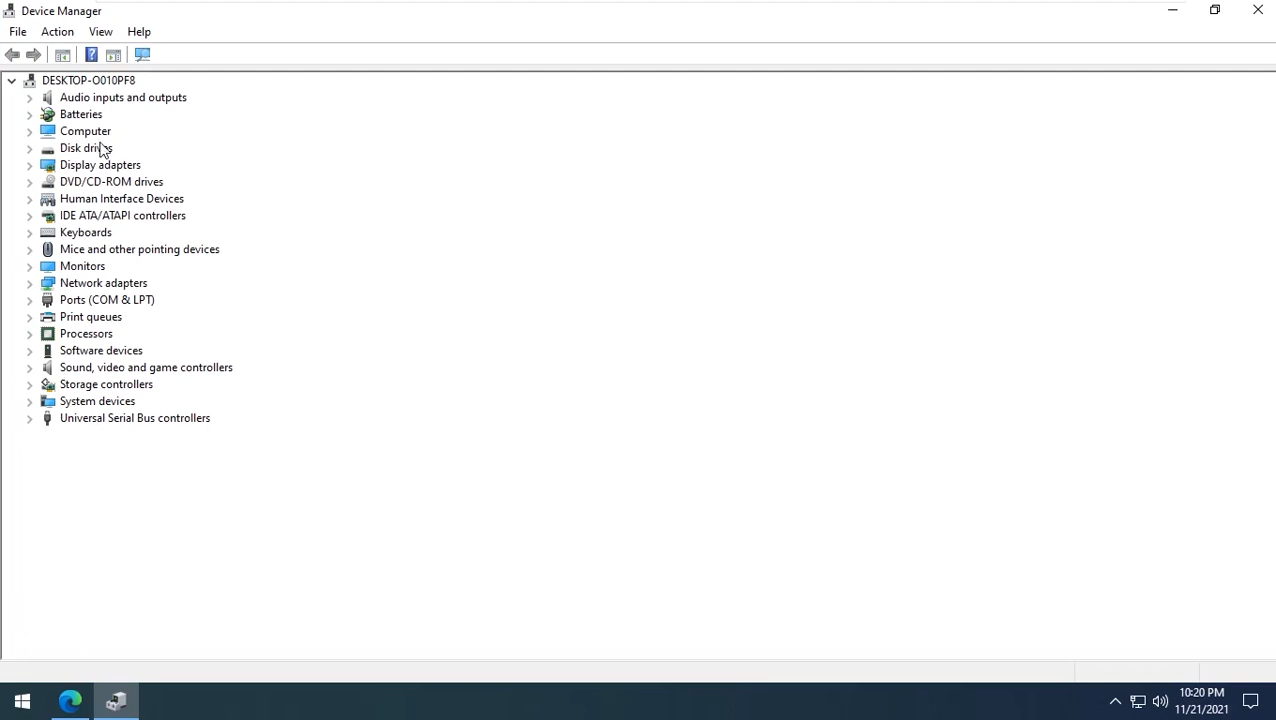 Device Manager
File Action View Help
DESKTOP-O010PF8
Audio inputs and outputs
Batteries
Computer
Disk drives
Display adapters
DVD/CD-ROM drives
Human Interface Devices
IDE ATA/ATAPI controllers
Keyboards
Mice and other pointing devices
Monitors
Network adapters
Ports (COM & LPT)
Print queues
Processors
Software devices
Sound, video and game controllers
Storage controllers
System devices
Universal Serial Bus controllers
10:20 PM
11/21/2021